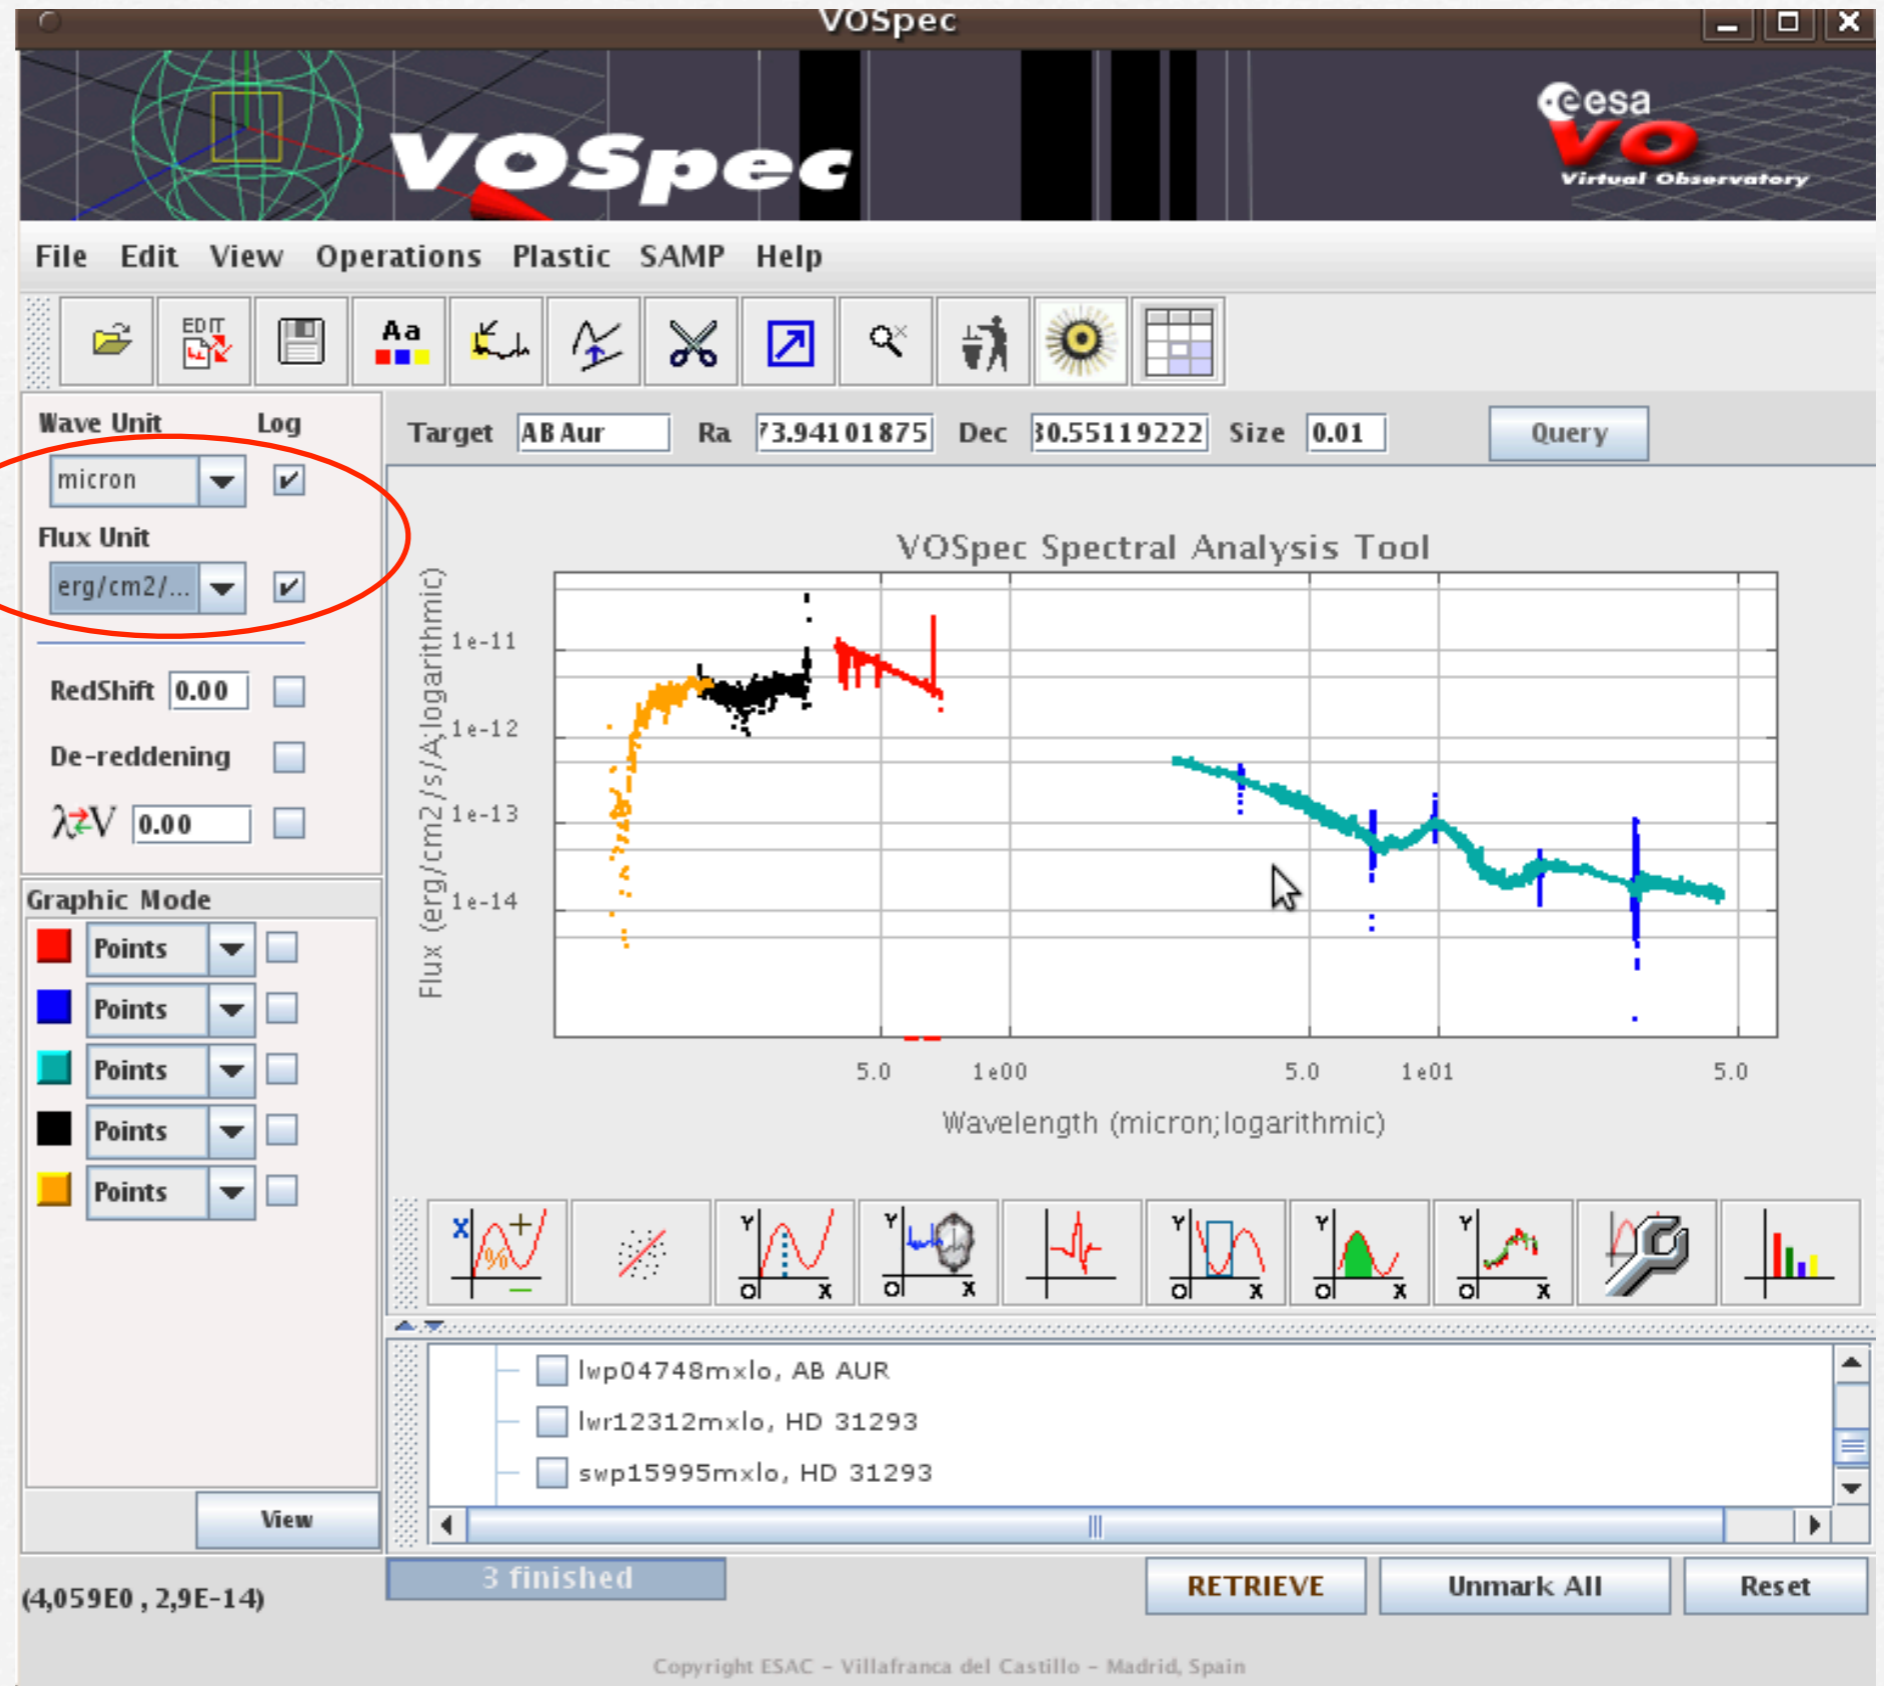 VOSpec
VOSpec
esa
VO
Virtual Observatory
File Edit View Operations Plastic SAMP Help
EDIT
Aa
Wave Unit Log
Target AB Aur Ra 73.94101875 Dec 30.55119222 Size 0.01 Query
micron
Flux Unit
erg/cm2/...
RedShift 0.00
De-reddening
λ⇄V 0.00
Graphic Mode
Points
Points
Points
Points
Points
View
VOSpec Spectral Analysis Tool
Flux (erg/cm2/s/A;logarithmic)
1e-11
1e-12
1e-13
1e-14
5.0 1e00 5.0 1e01 5.0
Wavelength (micron;logarithmic)
X + % −
Y O X
Y O X
Y O X
Y O X
Y O X
lwp04748mxlo, AB AUR
lwr12312mxlo, HD 31293
swp15995mxlo, HD 31293
(4,059E0 , 2,9E-14)
3 finished
RETRIEVE Unmark All Reset
Copyright ESAC - Villafranca del Castillo - Madrid, Spain